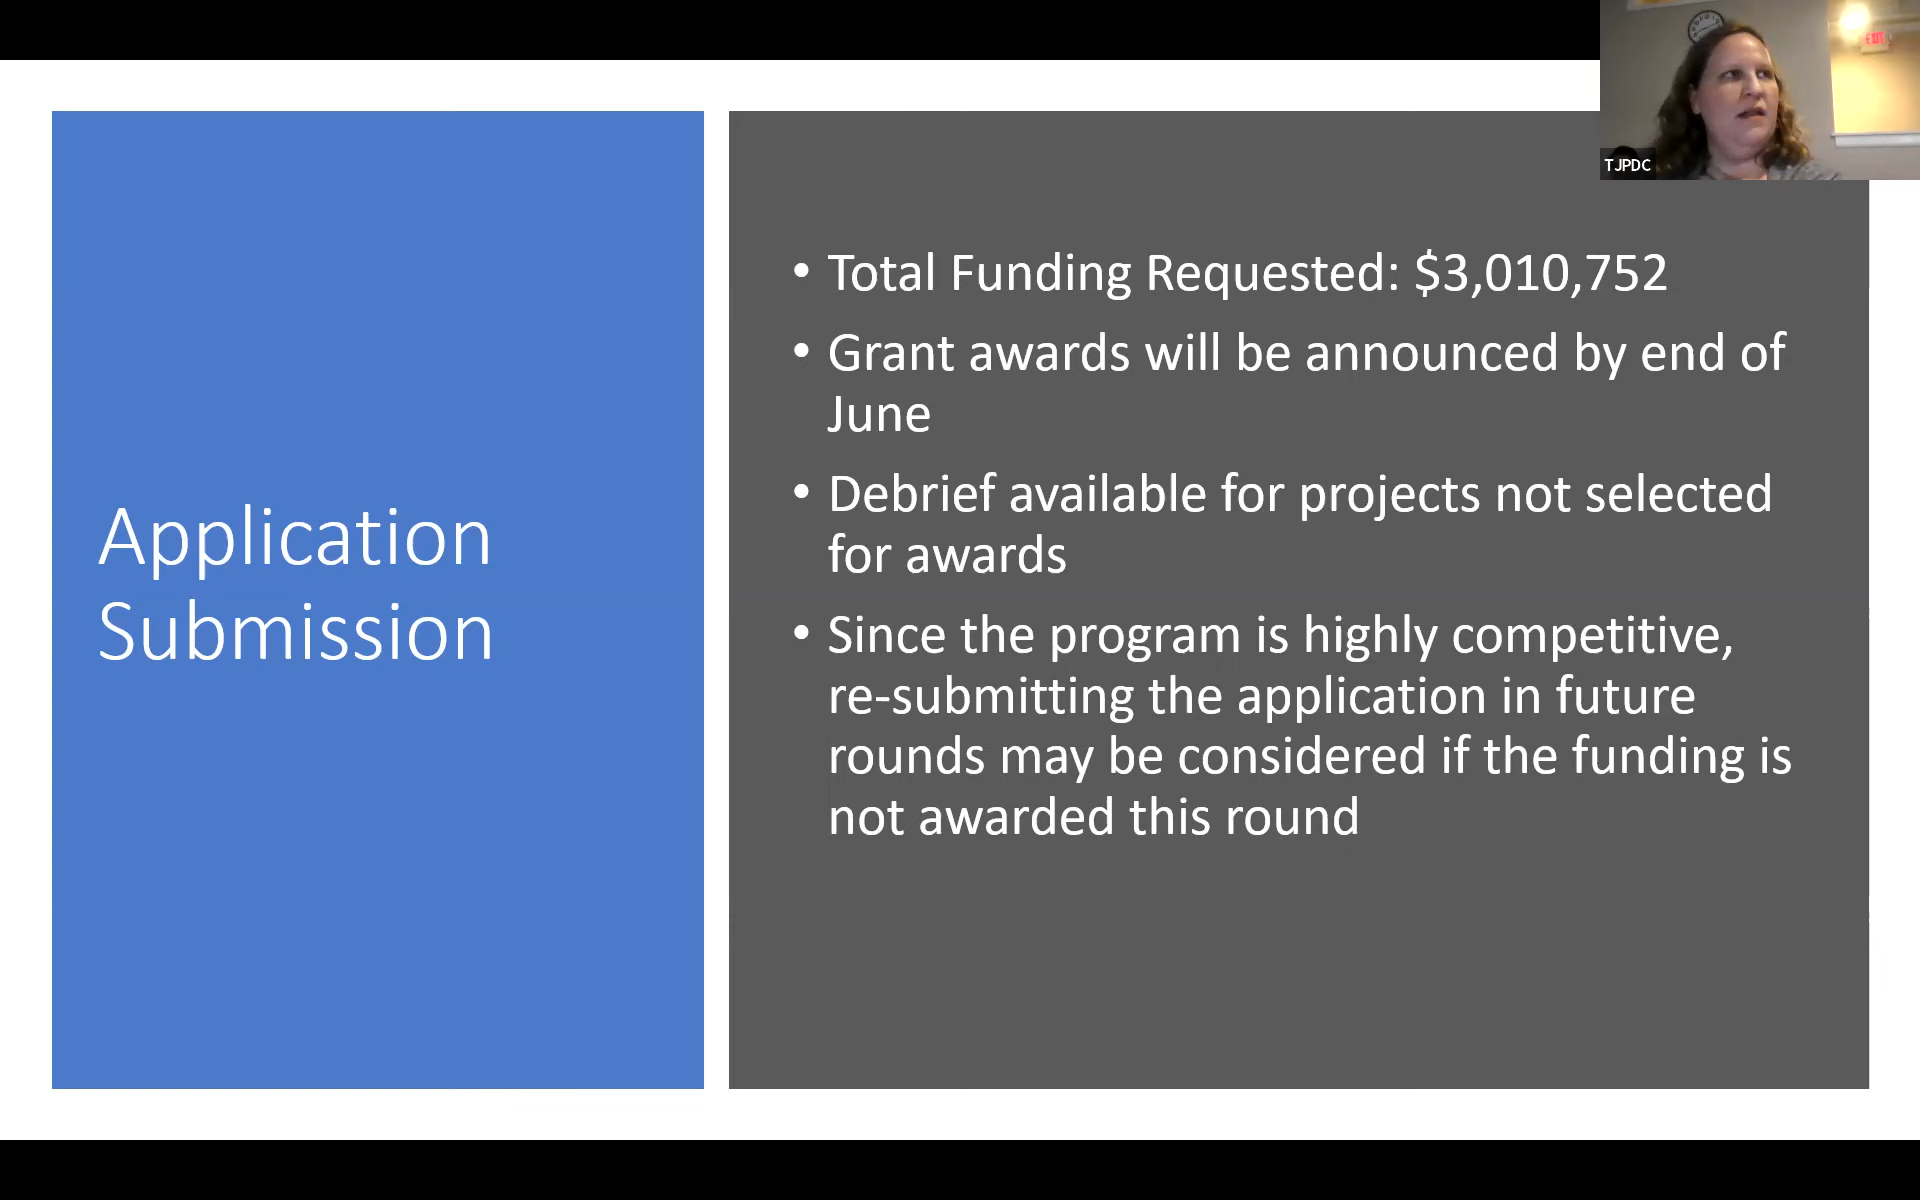 EXIT
TJPDC
Application
Submission
• Total Funding Requested: $3,010,752
• Grant awards will be announced by end of
June
• Debrief available for projects not selected
for awards
• Since the program is highly competitive,
re-submitting the application in future
rounds may be considered if the funding is
not awarded this round